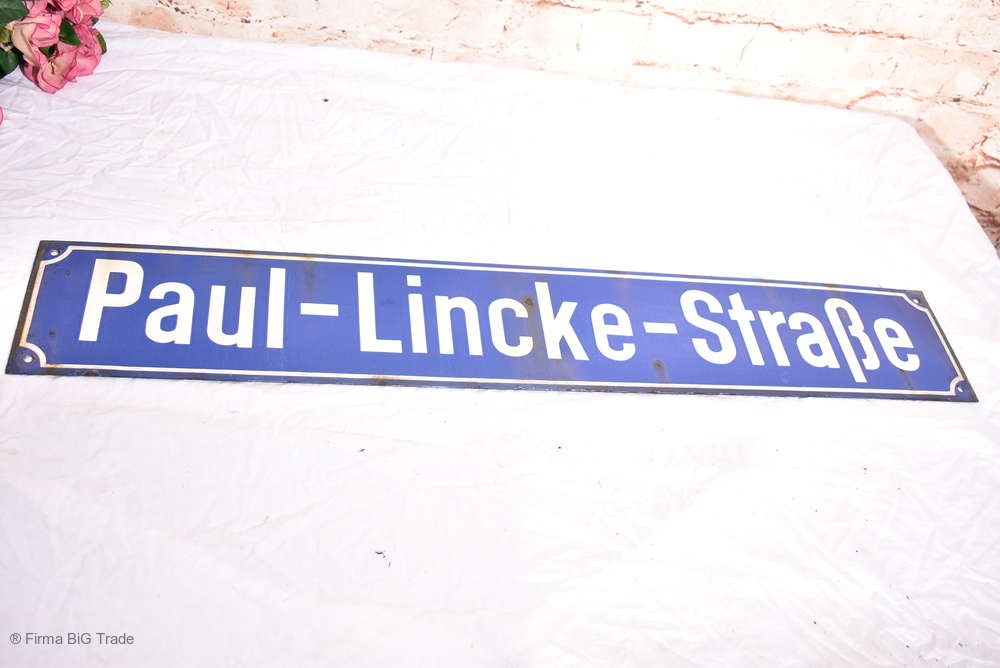 Paul-Lincke-Straße
® Firma BiG Trade